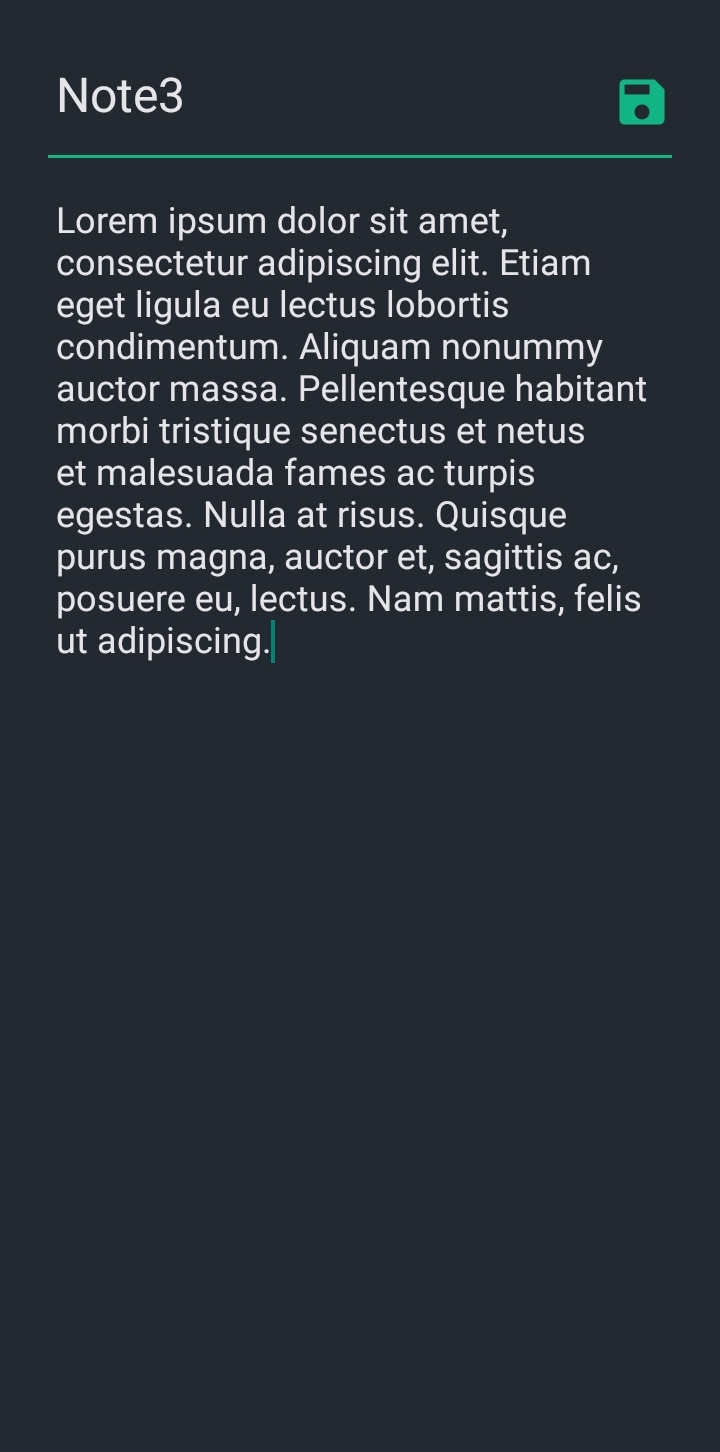 Note3
Lorem ipsum dolor sit amet,
consectetur adipiscing elit. Etiam
eget ligula eu lectus lobortis
condimentum. Aliquam nonummy
auctor massa. Pellentesque habitant
morbi tristique senectus et netus
et malesuada fames ac turpis
egestas. Nulla at risus. Quisque
purus magna, auctor et, sagittis ac,
posuere eu, lectus. Nam mattis, felis
ut adipiscing.